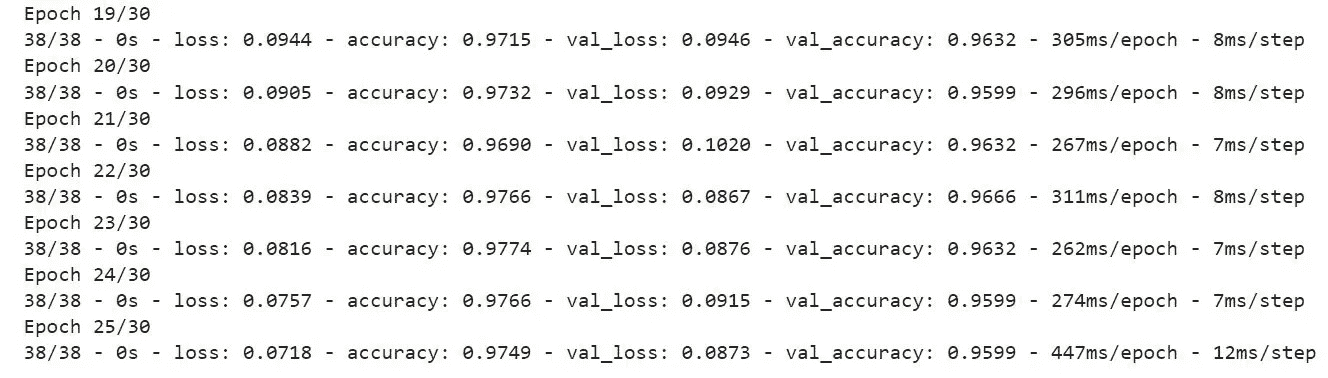 Epoch 19/30
38/38 - 0s - loss: 0.0944 - accuracy: 0.9715 - val_loss: 0.0946 - val_accuracy: 0.9632 - 305ms/epoch - 8ms/step
Epoch 20/30
38/38 - 0s - loss: 0.0905 - accuracy: 0.9732 - val_loss: 0.0929 - val_accuracy: 0.9599 - 296ms/epoch - 8ms/step
Epoch 21/30
38/38 - 0s - loss: 0.0882 - accuracy: 0.9690 - val_loss: 0.1020 - val_accuracy: 0.9632 - 267ms/epoch - 7ms/step
Epoch 22/30
38/38 - 0s - loss: 0.0839 - accuracy: 0.9766 - val_loss: 0.0867 - val_accuracy: 0.9666 - 311ms/epoch - 8ms/step
Epoch 23/30
38/38 - 0s - loss: 0.0816 - accuracy: 0.9774 - val_loss: 0.0876 - val_accuracy: 0.9632 - 262ms/epoch - 7ms/step
Epoch 24/30
38/38 - 0s - loss: 0.0757 - accuracy: 0.9766 - val_loss: 0.0915 - val_accuracy: 0.9599 - 274ms/epoch - 7ms/step
Epoch 25/30
38/38 - 0s - loss: 0.0718 - accuracy: 0.9749 - val_loss: 0.0873 - val_accuracy: 0.9599 - 447ms/epoch - 12ms/step